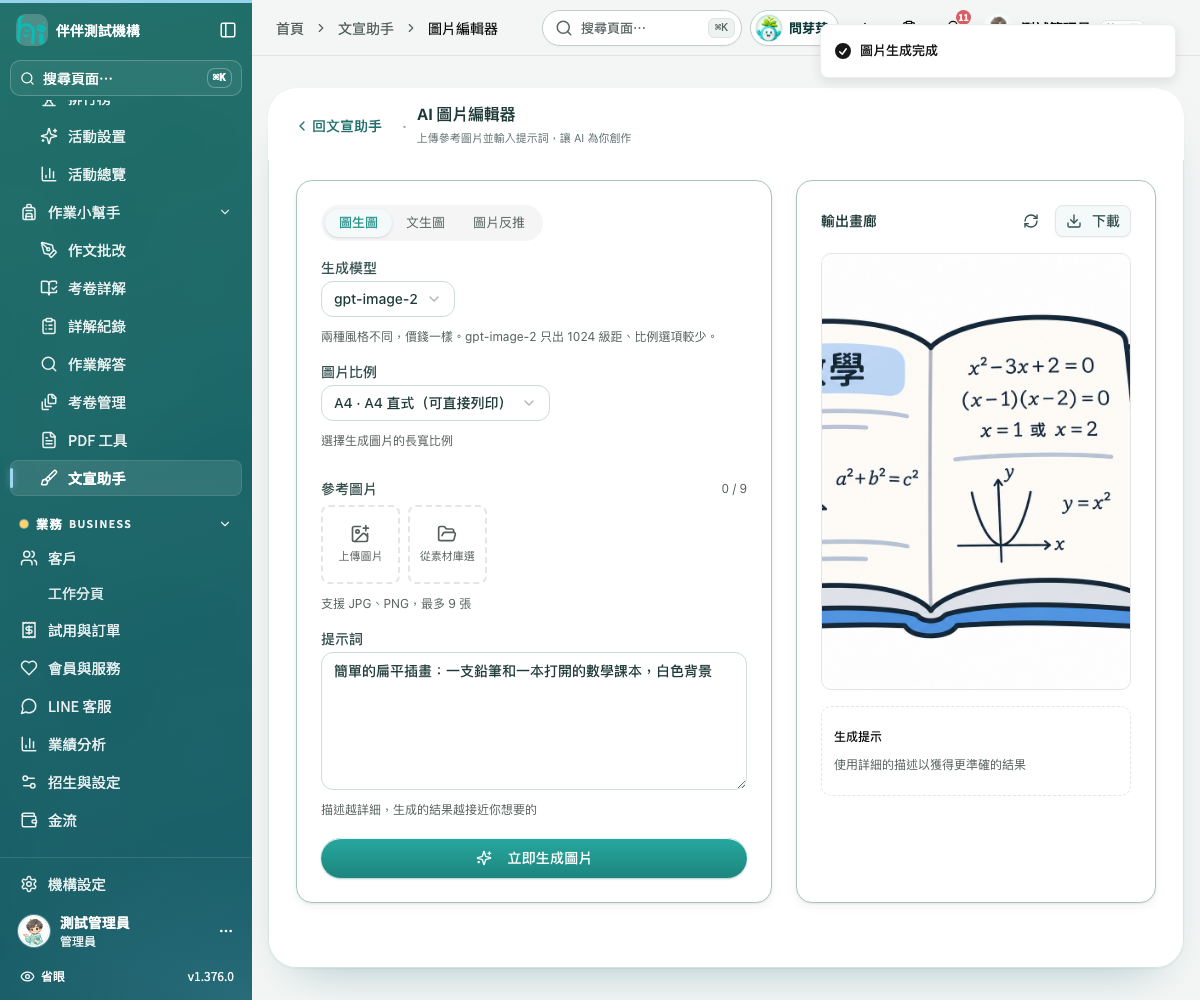 伴伴測試機構
搜尋頁面…
⌘K
排行榜
活動設置
活動總覽
作業小幫手
作文批改
考卷詳解
詳解紀錄
作業解答
考卷管理
PDF 工具
文宣助手
業務 BUSINESS
客戶
工作分頁
試用與訂單
會員與服務
LINE 客服
業績分析
招生與設定
金流
機構設定
測試管理員
管理員
省眼
v1.376.0
首頁
文宣助手
圖片編輯器
搜尋頁面…
⌘K
11
圖片生成完成
回文宣助手
·
AI 圖片編輯器
上傳參考圖片並輸入提示詞，讓 AI 為你創作
圖生圖
文生圖
圖片反推
生成模型
gpt-image-2
兩種風格不同，價錢一樣。gpt-image-2 只出 1024 級距、比例選項較少。
圖片比例
A4 · A4 直式（可直接列印）
選擇生成圖片的長寬比例
參考圖片
0 / 9
上傳圖片
從素材庫選
支援 JPG、PNG，最多 9 張
提示詞
簡單的扁平插畫：一支鉛筆和一本打開的數學課本，白色背景
描述越詳細，生成的結果越接近你想要的
立即生成圖片
輸出畫廊
下載
學
a²+b²=c²
x²−3x+2=0
(x−1)(x−2)=0
x=1 或 x=2
y
y=x²
x
生成提示
使用詳細的描述以獲得更準確的結果